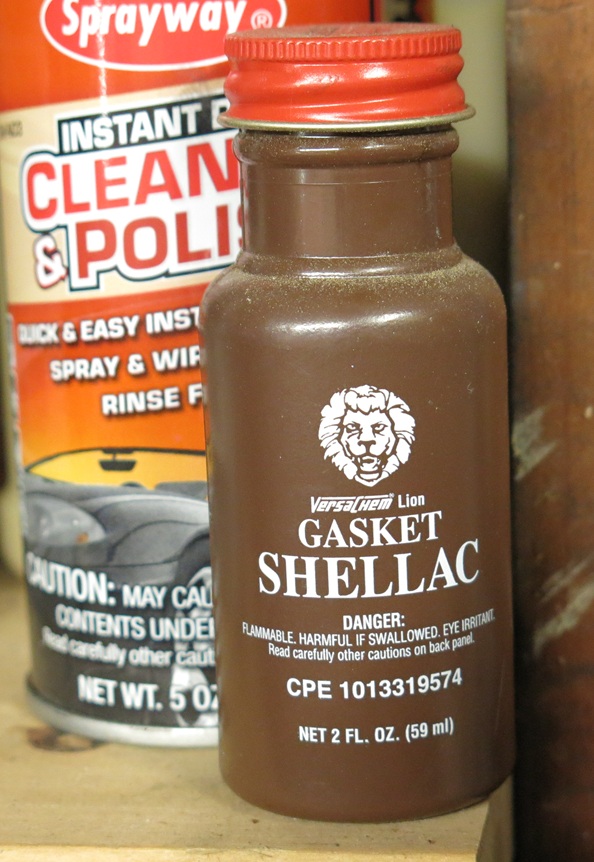 Sprayway®
INSTANT
CLEAN
& POLIS
QUICK & EASY INST
SPRAY & WIP
RINSE F
CAUTION: MAY CAU
CONTENTS UNDE
Read carefully other caut
NET WT. 5 OZ
VERSACHEM® Lion
GASKET
SHELLAC
DANGER:
FLAMMABLE. HARMFUL IF SWALLOWED. EYE IRRITANT.
Read carefully other cautions on back panel.
CPE 1013319574
NET 2 FL. OZ. (59 ml)